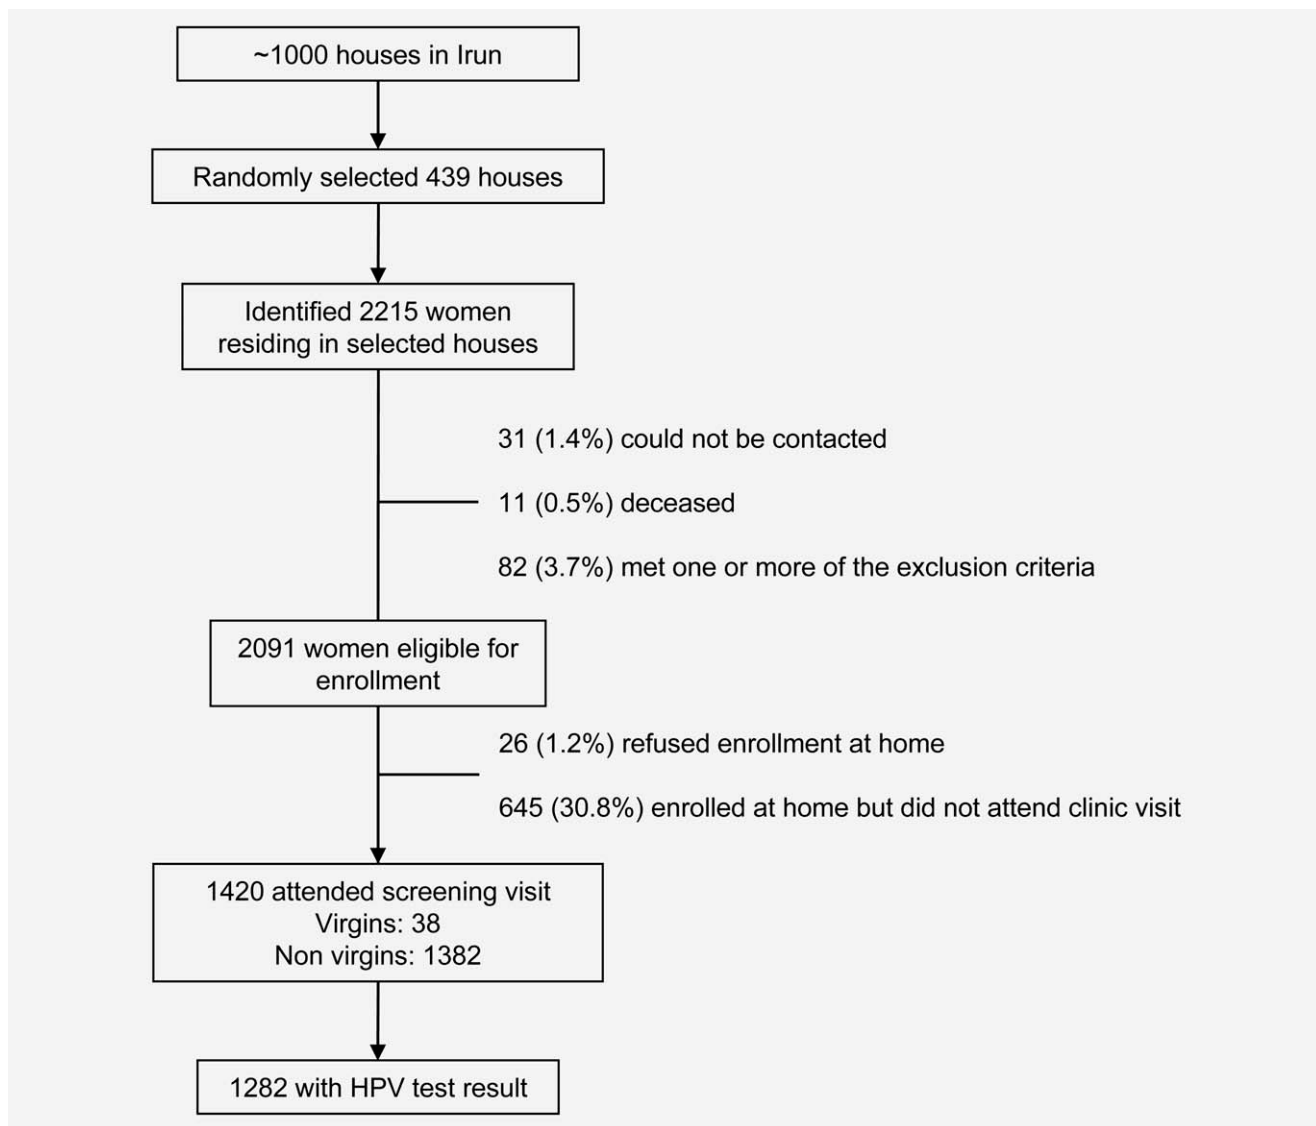 ~1000 houses in Irun
Randomly selected 439 houses
Identified 2215 women
residing in selected houses
31 (1.4%) could not be contacted
11 (0.5%) deceased
82 (3.7%) met one or more of the exclusion criteria
2091 women eligible for
enrollment
26 (1.2%) refused enrollment at home
645 (30.8%) enrolled at home but did not attend clinic visit
1420 attended screening visit
Virgins: 38
Non virgins: 1382
1282 with HPV test result